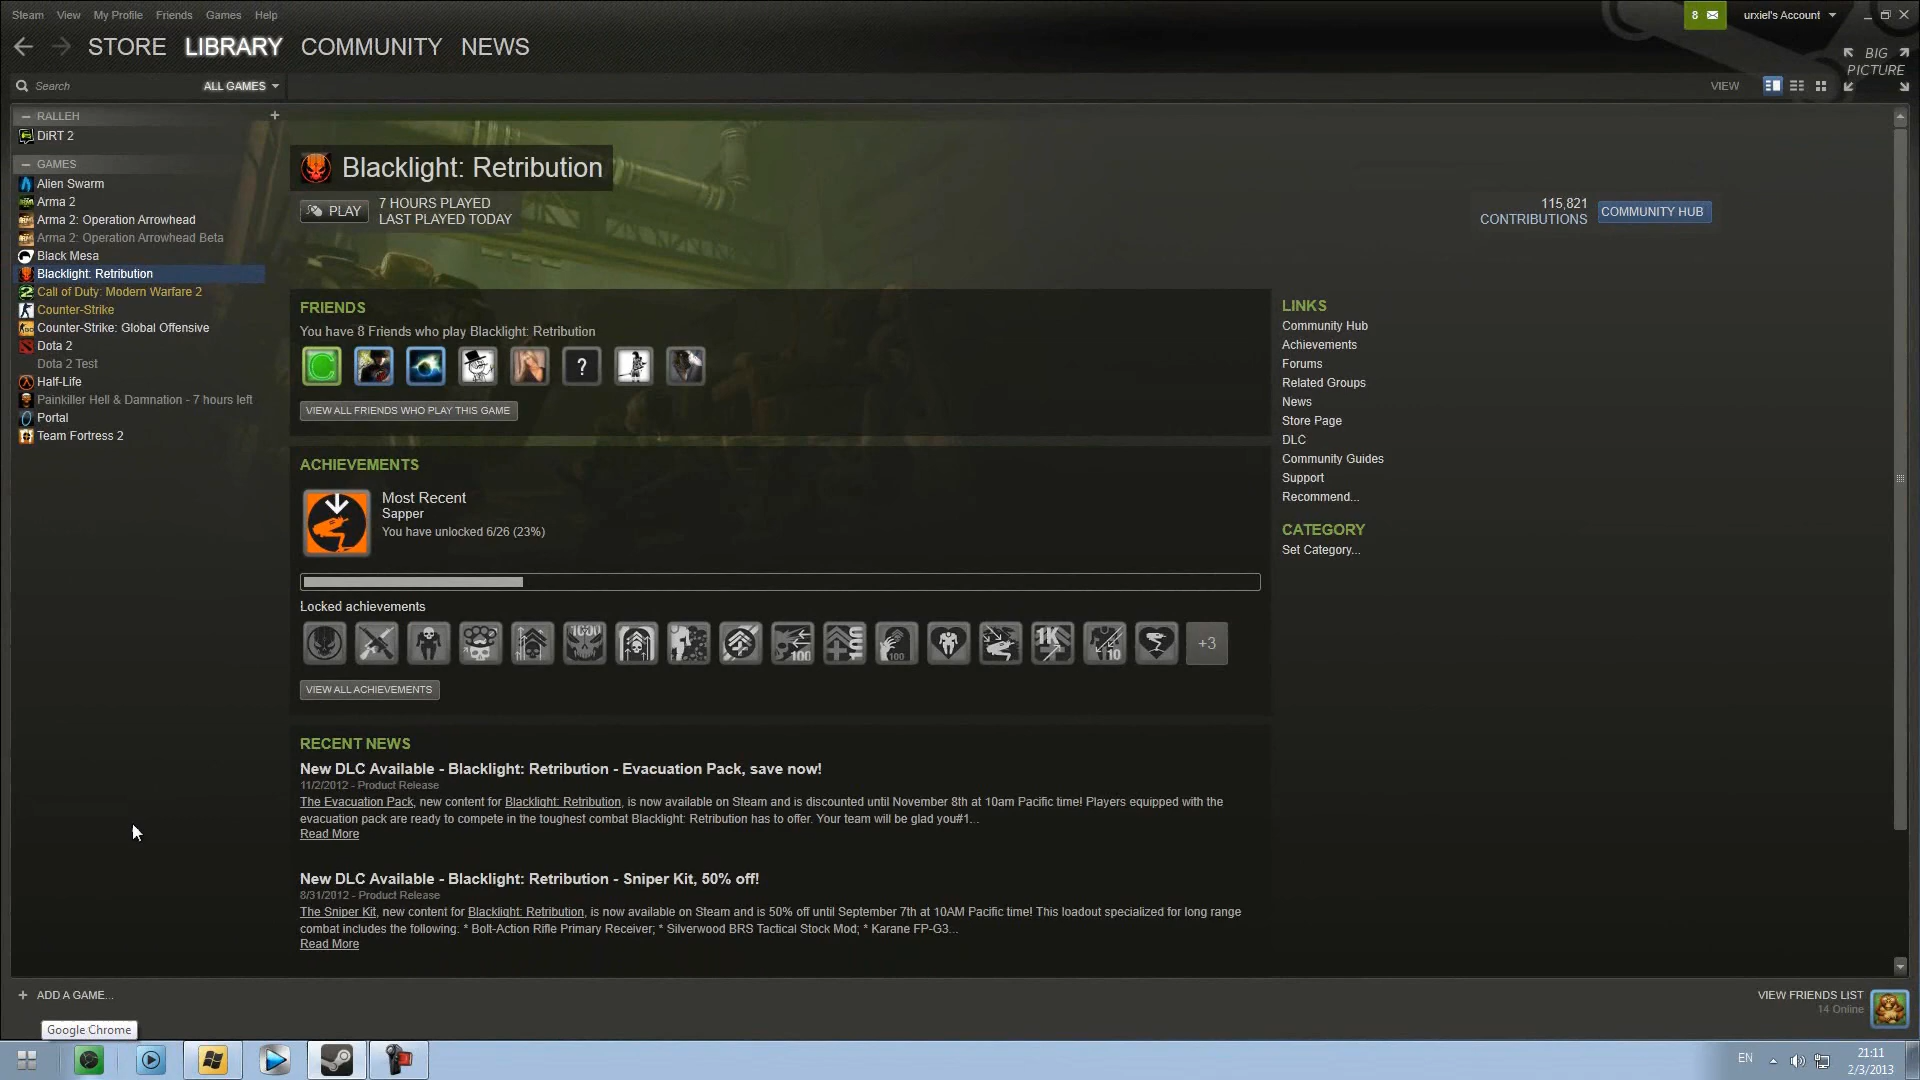 Steam View My Profile Friends Games Help
8 urxiel's Account
STORE LIBRARY COMMUNITY NEWS
BIG PICTURE
Search ALL GAMES
VIEW
RALLEH
DiRT 2
GAMES
Alien Swarm
Arma 2
Arma 2: Operation Arrowhead
Arma 2: Operation Arrowhead Beta
Black Mesa
Blacklight: Retribution
Call of Duty: Modern Warfare 2
Counter-Strike
Counter-Strike: Global Offensive
Dota 2
Dota 2 Test
Half-Life
Painkiller Hell & Damnation - 7 hours left
Portal
Team Fortress 2
Blacklight: Retribution
PLAY
7 HOURS PLAYED
LAST PLAYED TODAY
115,821
CONTRIBUTIONS
COMMUNITY HUB
FRIENDS
You have 8 Friends who play Blacklight: Retribution
?
VIEW ALL FRIENDS WHO PLAY THIS GAME
ACHIEVEMENTS
Most Recent
Sapper
You have unlocked 6/26 (23%)
Locked achievements
1000 100 100 1K 10 +3
VIEW ALL ACHIEVEMENTS
RECENT NEWS
New DLC Available - Blacklight: Retribution - Evacuation Pack, save now!
11/2/2012 - Product Release
The Evacuation Pack, new content for Blacklight: Retribution, is now available on Steam and is discounted until November 8th at 10am Pacific time! Players equipped with the
evacuation pack are ready to compete in the toughest combat Blacklight: Retribution has to offer. Your team will be glad you#1...
Read More
New DLC Available - Blacklight: Retribution - Sniper Kit, 50% off!
8/31/2012 - Product Release
The Sniper Kit, new content for Blacklight: Retribution, is now available on Steam and is 50% off until September 7th at 10AM Pacific time! This loadout specialized for long range
combat includes the following: * Bolt-Action Rifle Primary Receiver; * Silverwood BRS Tactical Stock Mod; * Karane FP-G3...
Read More
LINKS
Community Hub
Achievements
Forums
Related Groups
News
Store Page
DLC
Community Guides
Support
Recommend...
CATEGORY
Set Category...
ADD A GAME...
VIEW FRIENDS LIST
14 Online
Google Chrome
EN
21:11
2/3/2013